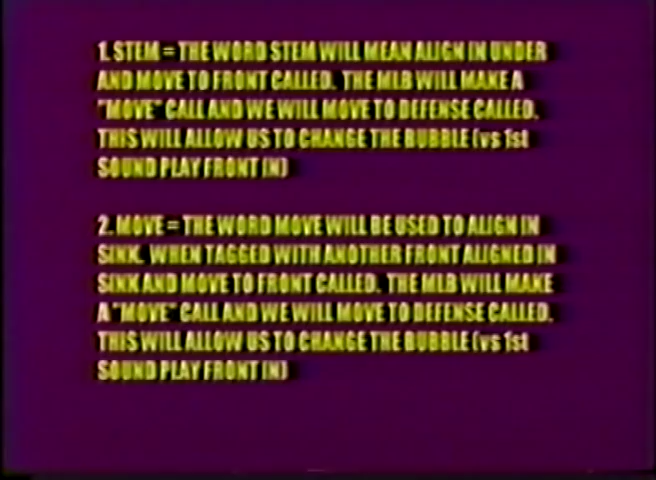 1. STEM = THE WORD STEM WILL MEAN ALIGN IN UNDER
AND MOVE TO FRONT CALLED. THE MLB WILL MAKE A
"MOVE" CALL AND WE WILL MOVE TO DEFENSE CALLED.
THIS WILL ALLOW US TO CHANGE THE BUBBLE (vs 1st
SOUND PLAY FRONT IN)
2. MOVE = THE WORD MOVE WILL BE USED TO ALIGN IN
SINK, WHEN TAGGED WITH ANOTHER FRONT ALIGNED IN
SINK AND MOVE TO FRONT CALLED. THE MLB WILL MAKE
A "MOVE" CALL AND WE WILL MOVE TO DEFENSE CALLED.
THIS WILL ALLOW US TO CHANGE THE BUBBLE (vs 1st
SOUND PLAY FRONT IN)